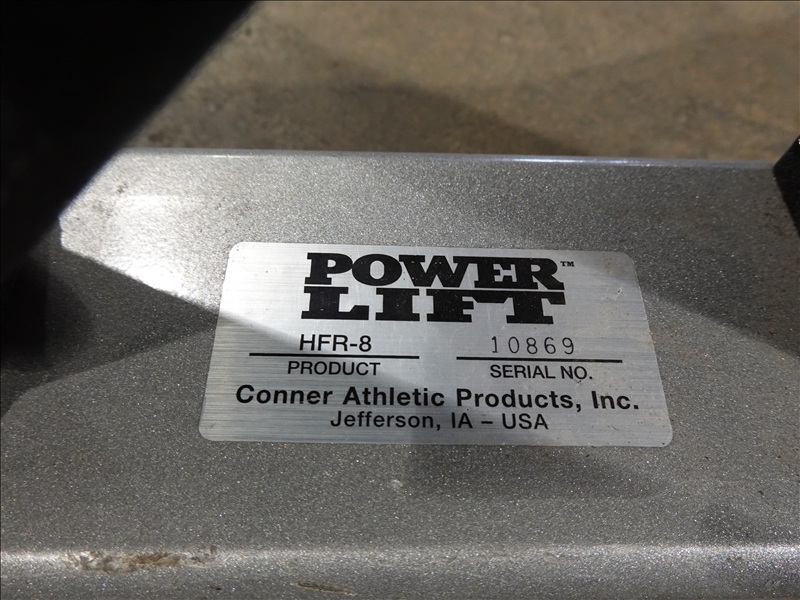 POWER™
LIFT
HFR-8 10869
PRODUCT SERIAL NO.
Conner Athletic Products, Inc.
Jefferson, IA – USA